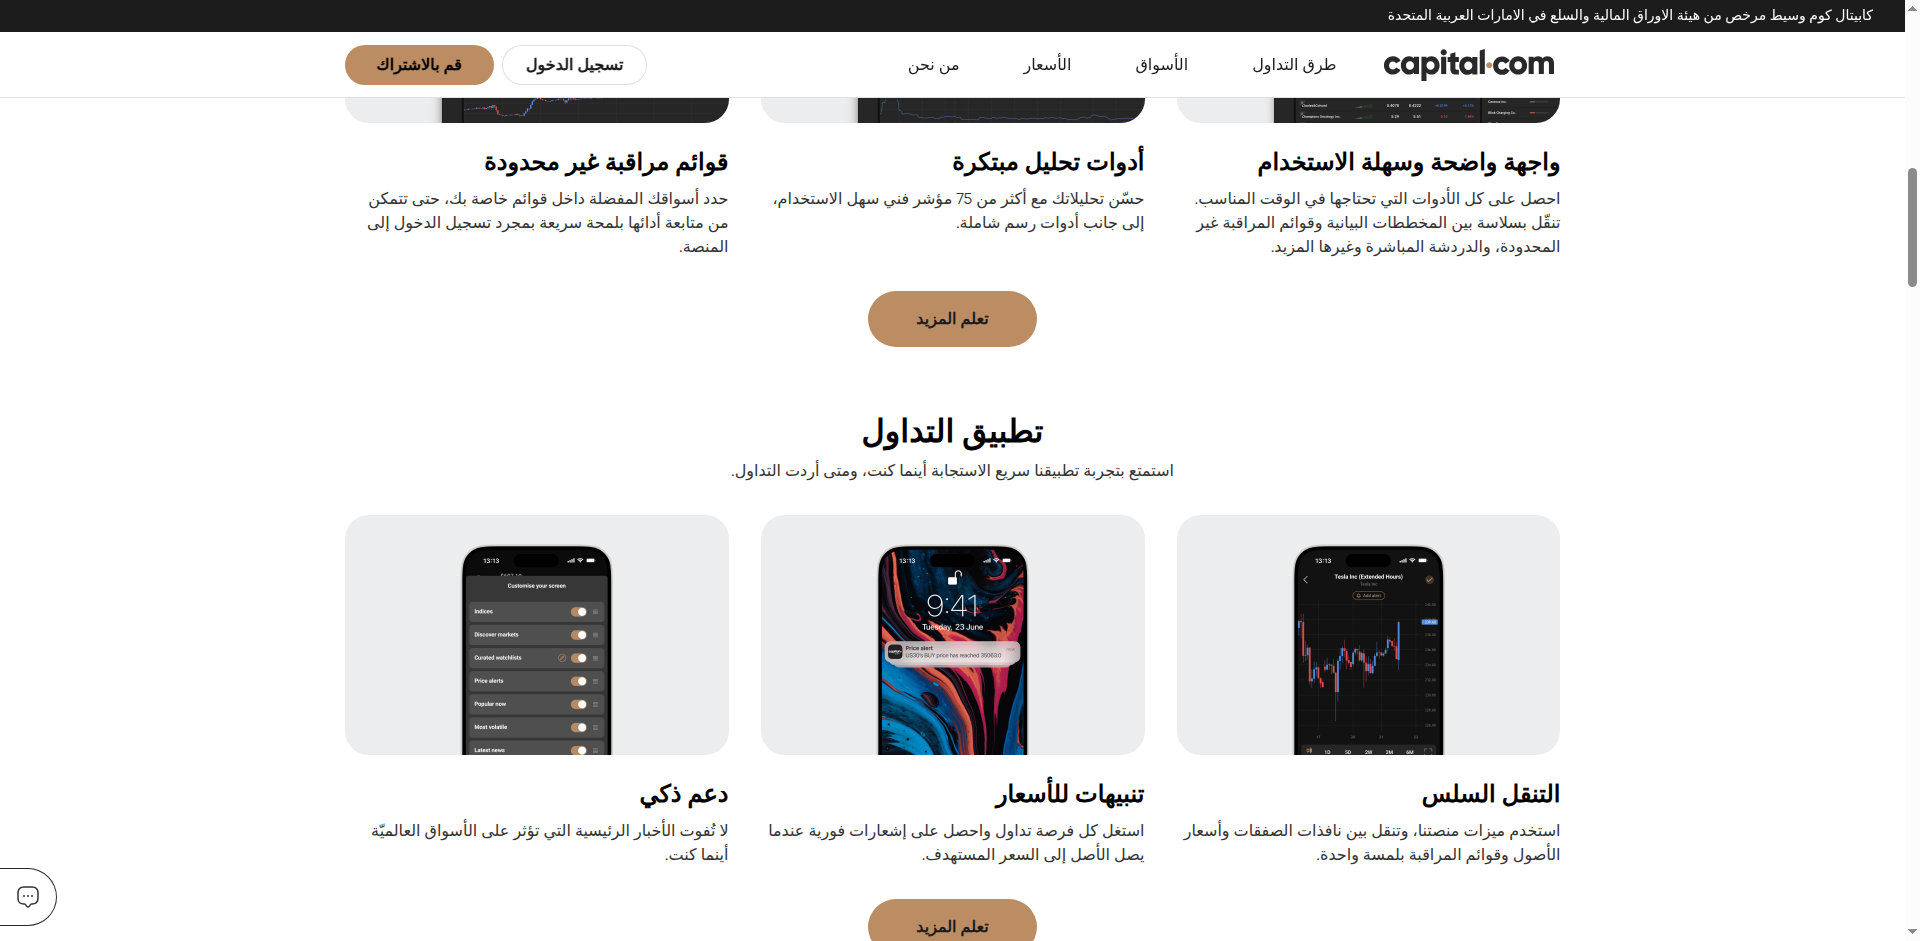 كابيتال كوم وسيط مرخص من هيئة الاوراق المالية والسلع في الامارات العربية المتحدة
capital.com
طرق التداول
الأسواق
الأسعار
من نحن
تسجيل الدخول
قم بالاشتراك
واجهة واضحة وسهلة الاستخدام
احصل على كل الأدوات التي تحتاجها في الوقت المناسب.
تنقّل بسلاسة بين المخططات البيانية وقوائم المراقبة غير
المحدودة، والدردشة المباشرة وغيرها المزيد.
أدوات تحليل مبتكرة
حسّن تحليلاتك مع أكثر من 75 مؤشر فني سهل الاستخدام،
إلى جانب أدوات رسم شاملة.
قوائم مراقبة غير محدودة
حدد أسواقك المفضلة داخل قوائم خاصة بك، حتى تتمكن
من متابعة أدائها بلمحة سريعة بمجرد تسجيل الدخول إلى
المنصة.
تعلم المزيد
تطبيق التداول
استمتع بتجربة تطبيقنا سريع الاستجابة أينما كنت، ومتى أردت التداول.
13:13
Tesla Inc (Extended Hours)
Tesla Inc
Add alert
1D 5D 2W 3M 6M
13:13
9:41
Tuesday, 23 June
Price alert
US30's BUY price has reached 35063.0
13:13
Customise your screen
Indices
Discover markets
Curated watchlists
Price alerts
Popular now
Most volatile
Latest news
التنقل السلس
استخدم ميزات منصتنا، وتنقل بين نافذات الصفقات وأسعار
الأصول وقوائم المراقبة بلمسة واحدة.
تنبيهات للأسعار
استغل كل فرصة تداول واحصل على إشعارات فورية عندما
يصل الأصل إلى السعر المستهدف.
دعم ذكي
لا تُفوت الأخبار الرئيسية التي تؤثر على الأسواق العالميّة
أينما كنت.
تعلم المزيد